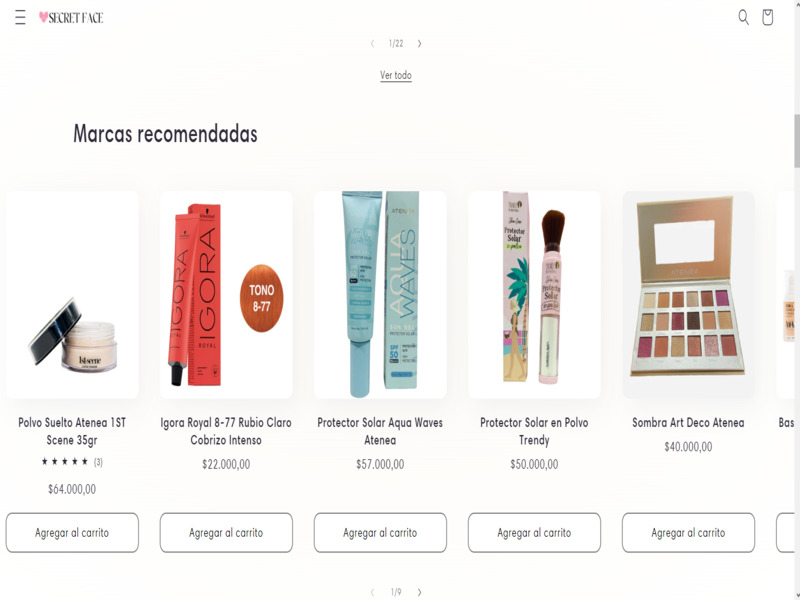 SECRET FACE
1/22
Ver todo
Marcas recomendadas
TONO
8-77
IGORA
IGORA
ROYAL
ATENEA
AQUA
WAVES
SPF
50
Protector
Solar
1st scene
Polvo Suelto Atenea 1ST
Scene 35gr
★ ★ ★ ★ ★ (3)
$64.000,00
Igora Royal 8-77 Rubio Claro
Cobrizo Intenso
$22.000,00
Protector Solar Aqua Waves
Atenea
$57.000,00
Protector Solar en Polvo
Trendy
$50.000,00
Sombra Art Deco Atenea
$40.000,00
Bas
Agregar al carrito
Agregar al carrito
Agregar al carrito
Agregar al carrito
Agregar al carrito
1/9